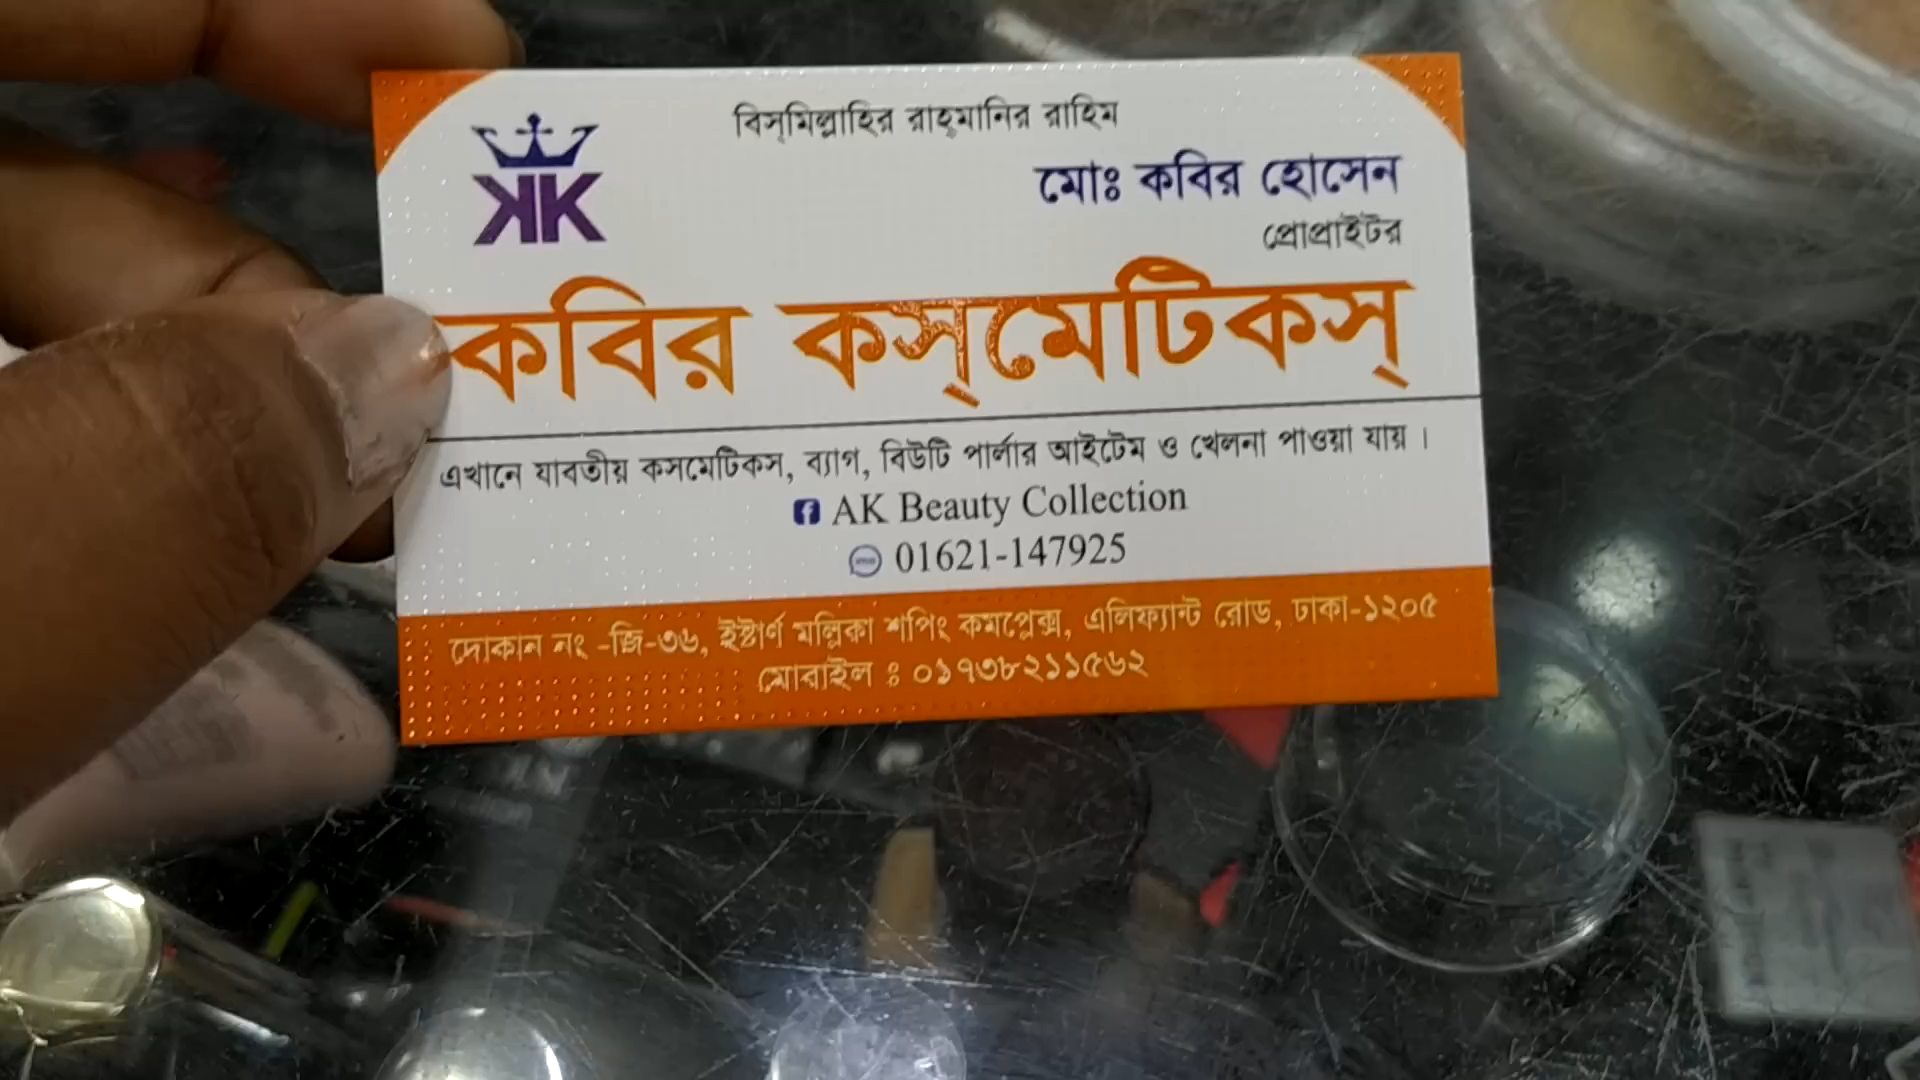 বিস্‌মিল্লাহির রাহ্‌মানির রাহিম
KK
মোঃ কবির হোসেন
প্রোপ্রাইটর
কবির কস্‌মেটিকস্
এখানে যাবতীয় কসমেটিকস, ব্যাগ, বিউটি পার্লার আইটেম ও খেলনা পাওয়া যায় ।
AK Beauty Collection
01621-147925
দোকান নং -জি-৩৬, ইষ্টার্ণ মল্লিকা শপিং কমপ্লেক্স, এলিফ্যান্ট রোড, ঢাকা-১২০৫
মোবাইল : ০১৭৩৮২১১৫৬২